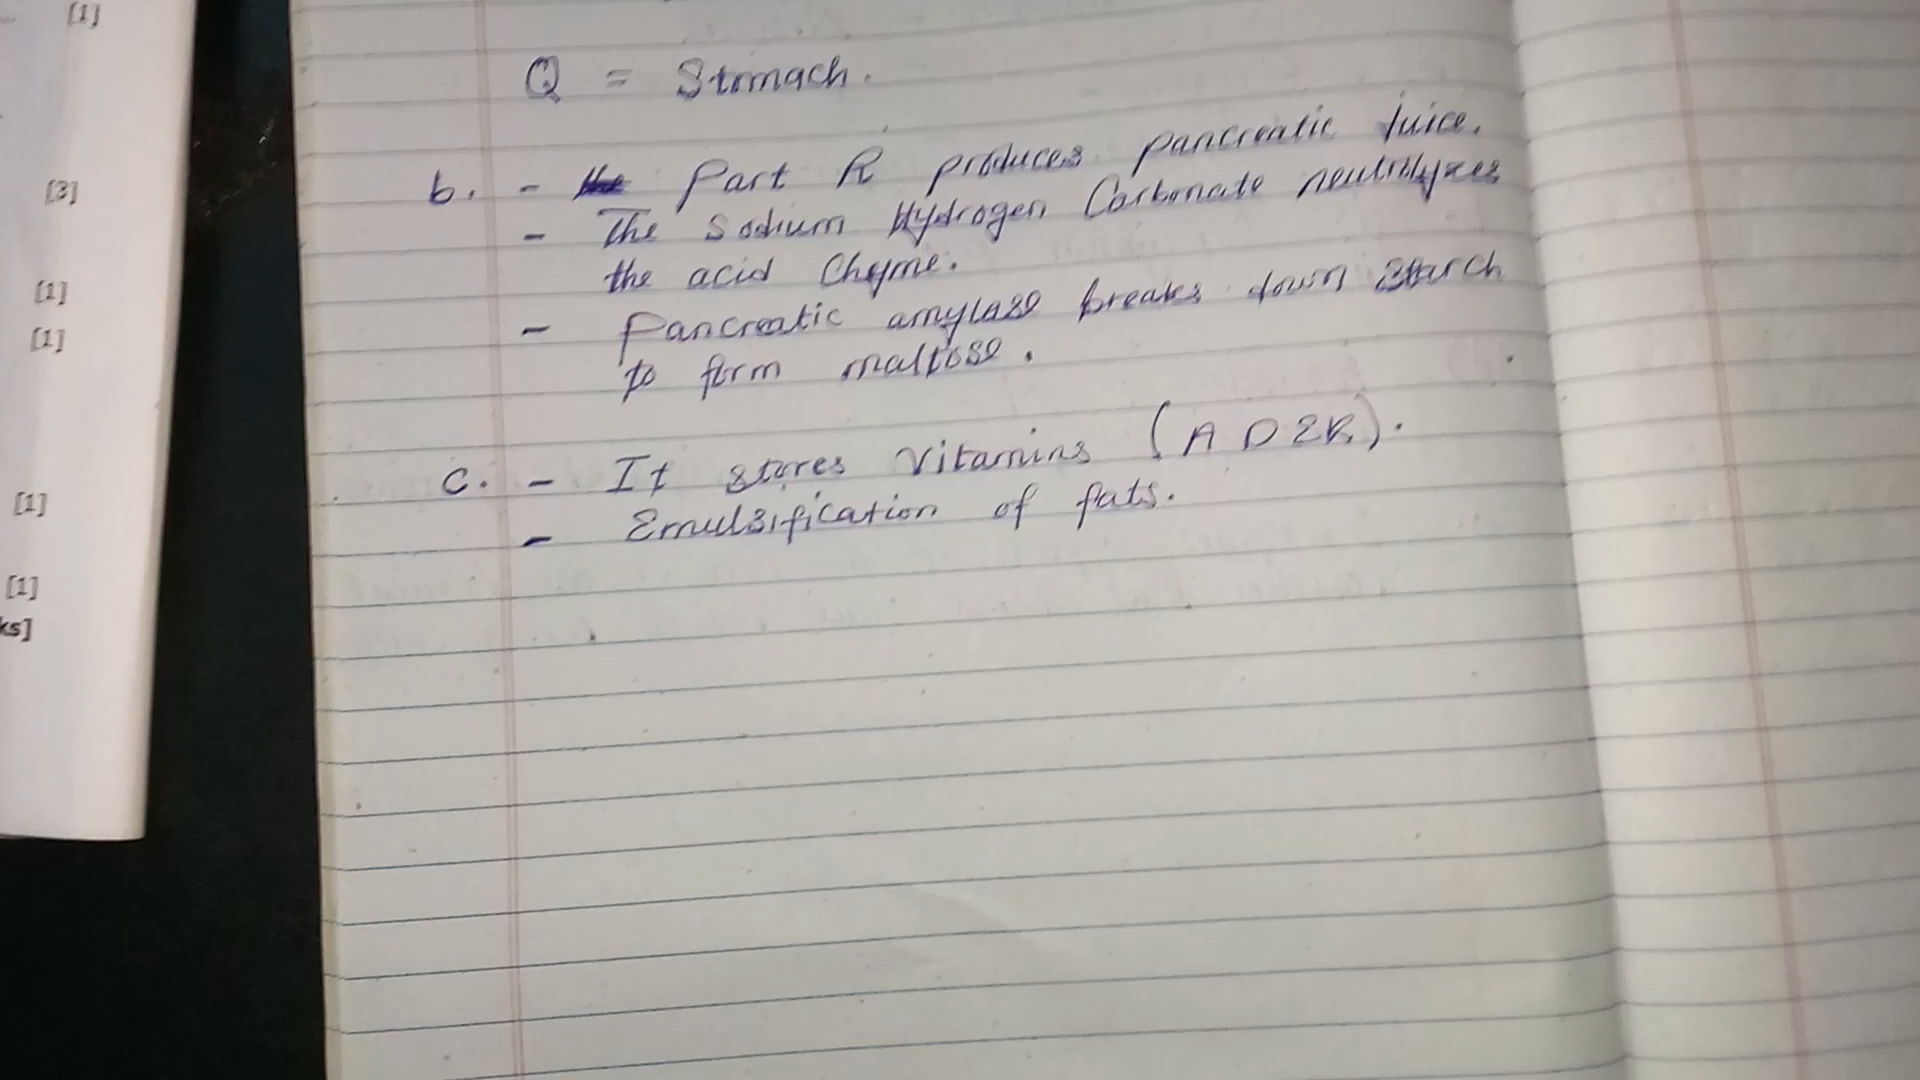 [1]
Q = Stomach.
b. - Part R produces pancreatic juice.
[3]
- The Sodium Hydrogen Carbonate neutrilyzes
the acid Chyme.
[1]
- Pancreatic amylase breaks down starch
[1]
to form maltose.
c. - It stores Vitamins (A D E K).
[1]
- Emulsification of fats.
[1]
ks]